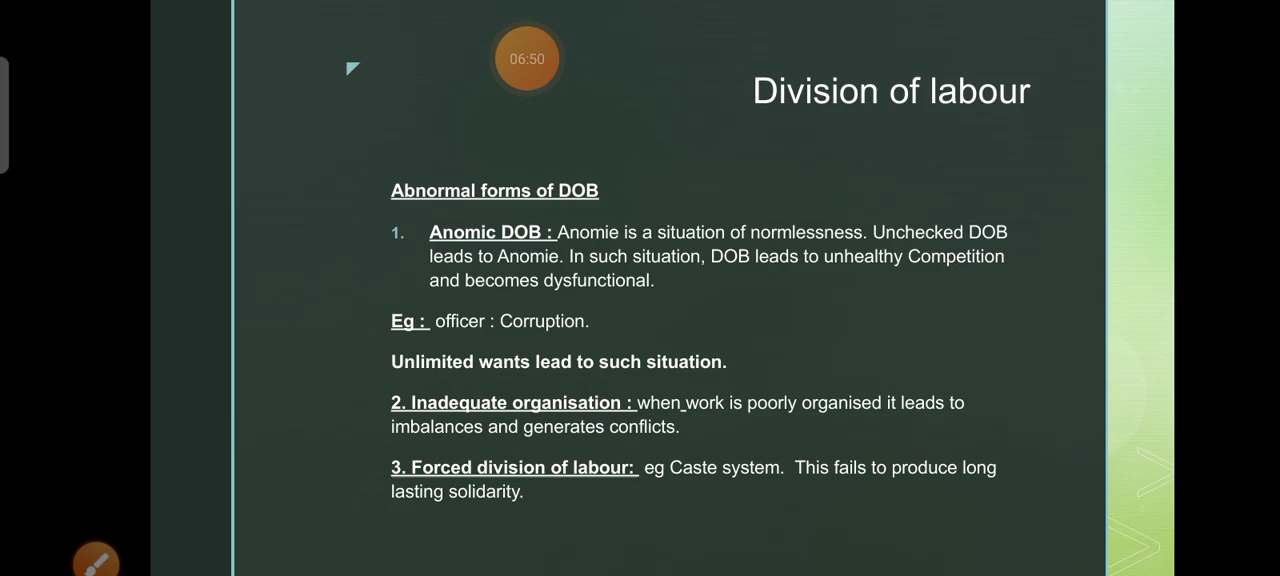 06:50
Division of labour
Abnormal forms of DOB
1. Anomic DOB : Anomie is a situation of normlessness. Unchecked DOB
leads to Anomie. In such situation, DOB leads to unhealthy Competition
and becomes dysfunctional.
Eg : officer : Corruption.
Unlimited wants lead to such situation.
2. Inadequate organisation : when work is poorly organised it leads to
imbalances and generates conflicts.
3. Forced division of labour: eg Caste system. This fails to produce long
lasting solidarity.